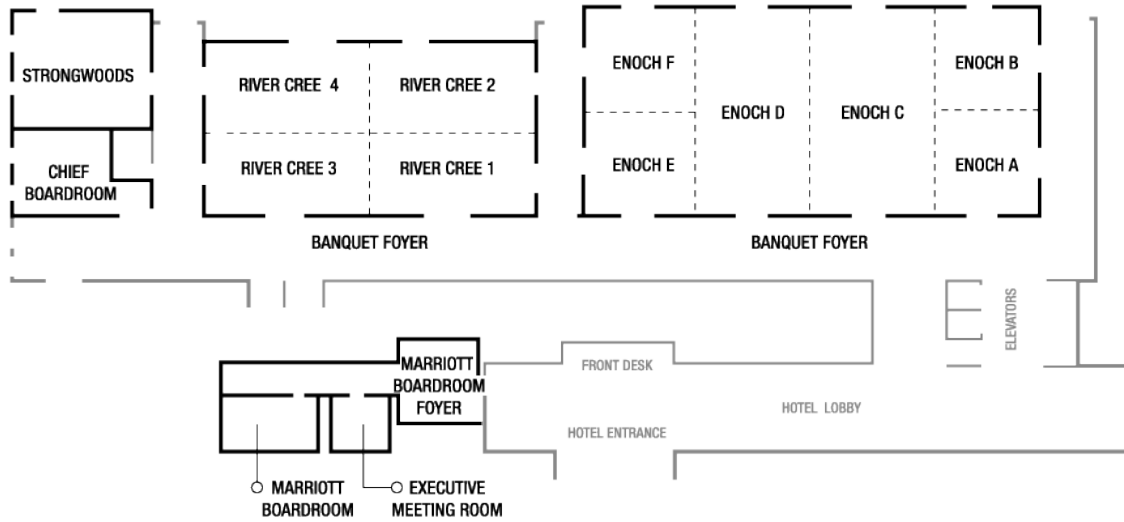 STRONGWOODS
CHIEF
BOARDROOM
RIVER CREE 4
RIVER CREE 2
RIVER CREE 3
RIVER CREE 1
ENOCH F
ENOCH B
ENOCH D
ENOCH C
ENOCH E
ENOCH A
BANQUET FOYER
BANQUET FOYER
ELEVATORS
MARRIOTT
BOARDROOM
FOYER
FRONT DESK
HOTEL LOBBY
HOTEL ENTRANCE
MARRIOTT
BOARDROOM
EXECUTIVE
MEETING ROOM